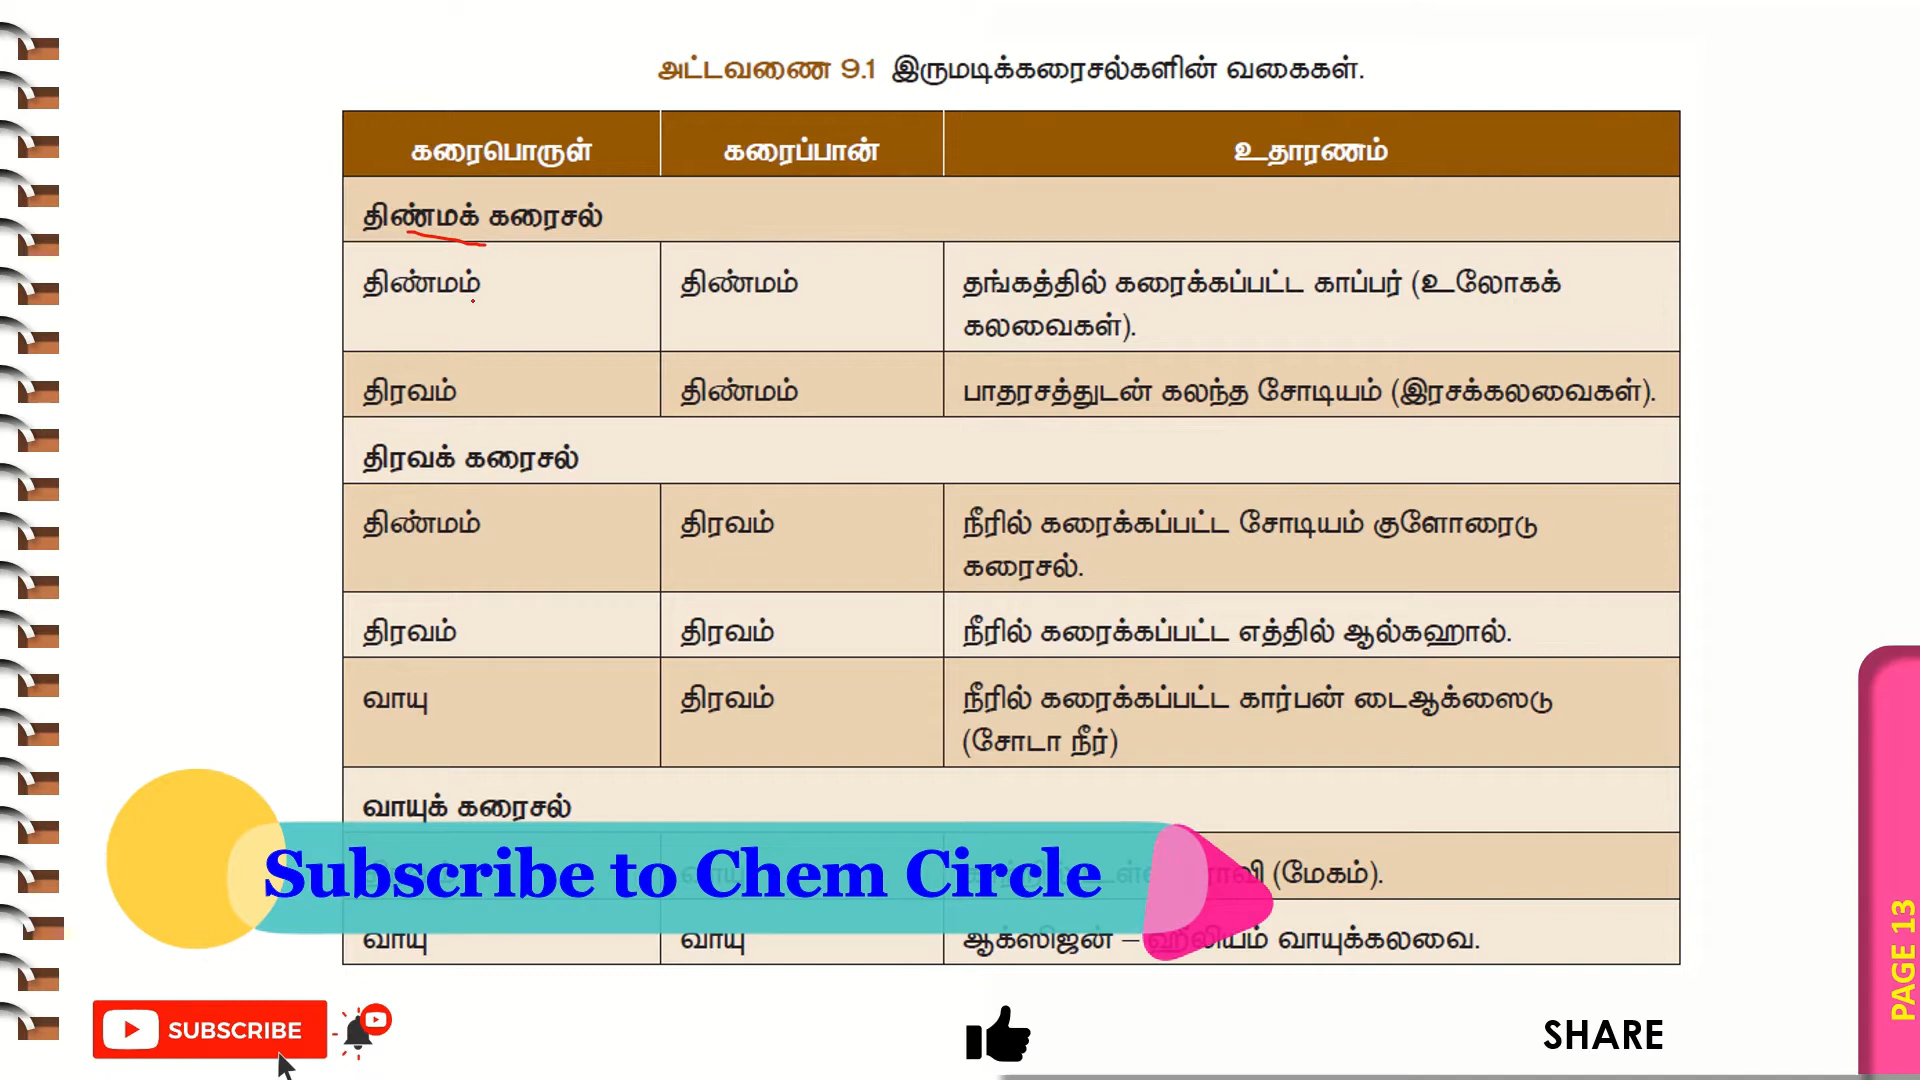 அட்டவணை 9.1 இருமடிக்கரைசல்களின் வகைகள்.
கரைபொருள் கரைப்பான் உதாரணம்
திண்மக் கரைசல்
திண்மம் திண்மம் தங்கத்தில் கரைக்கப்பட்ட காப்பர் (உலோகக்
கலவைகள்).
திரவம் திண்மம் பாதரசத்துடன் கலந்த சோடியம் (இரசக்கலவைகள்).
திரவக் கரைசல்
திண்மம் திரவம் நீரில் கரைக்கப்பட்ட சோடியம் குளோரைடு
கரைசல்.
திரவம் திரவம் நீரில் கரைக்கப்பட்ட எத்தில் ஆல்கஹால்.
வாயு திரவம் நீரில் கரைக்கப்பட்ட கார்பன் டைஆக்ஸைடு
(சோடா நீர்)
வாயுக் கரைசல்
வாயு (மேகம்).
Subscribe to Chem Circle
வாயு வாயு ஆக்ஸிஜன் – ஹீலியம் வாயுக்கலவை.
SUBSCRIBE
SHARE
PAGE 13